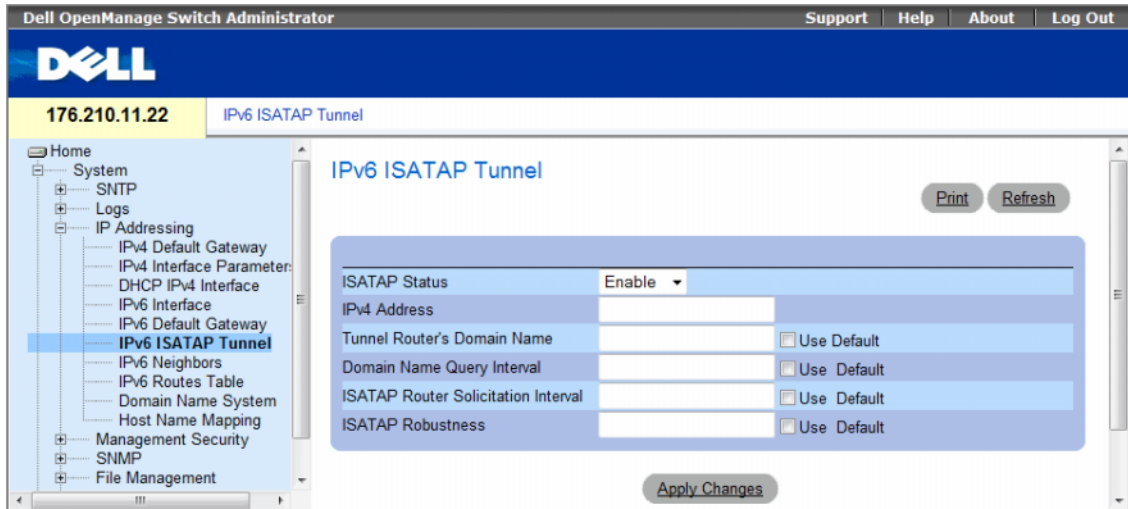 Dell OpenManage Switch Administrator
Support Help About Log Out
DELL
176.210.11.22
IPv6 ISATAP Tunnel
Home
System
SNTP
Logs
IP Addressing
IPv4 Default Gateway
IPv4 Interface Parameter
DHCP IPv4 Interface
IPv6 Interface
IPv6 Default Gateway
IPv6 ISATAP Tunnel
IPv6 Neighbors
IPv6 Routes Table
Domain Name System
Host Name Mapping
Management Security
SNMP
File Management
IPv6 ISATAP Tunnel
Print Refresh
ISATAP Status Enable
IPv4 Address
Tunnel Router's Domain Name Use Default
Domain Name Query Interval Use Default
ISATAP Router Solicitation Interval Use Default
ISATAP Robustness Use Default
Apply Changes